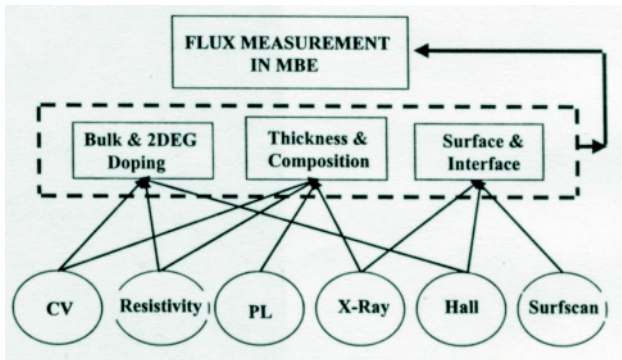 FLUX MEASUREMENT
IN MBE
Bulk & 2DEG
Doping
Thickness &
Composition
Surface &
Interface
CV
Resistivity
PL
X-Ray
Hall
Surfscan